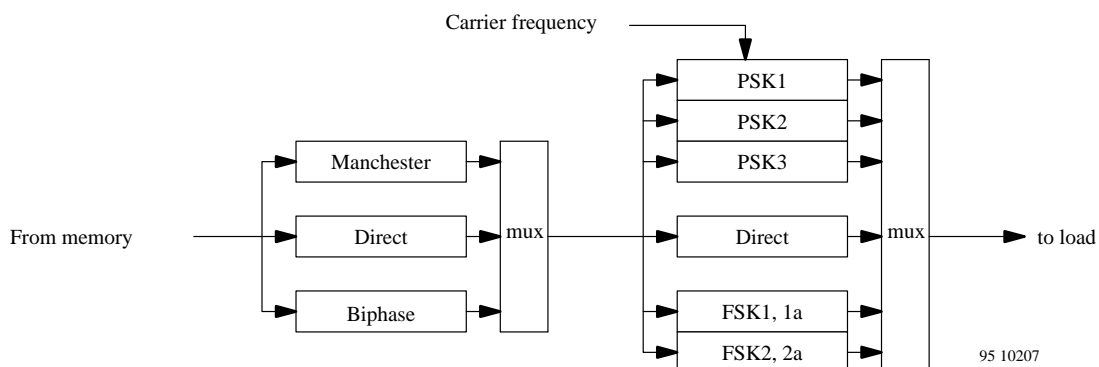 Carrier frequency
PSK1
PSK2
PSK3
Manchester
From memory
Direct
mux
Direct
mux
to load
Biphase
FSK1, 1a
FSK2, 2a
95 10207